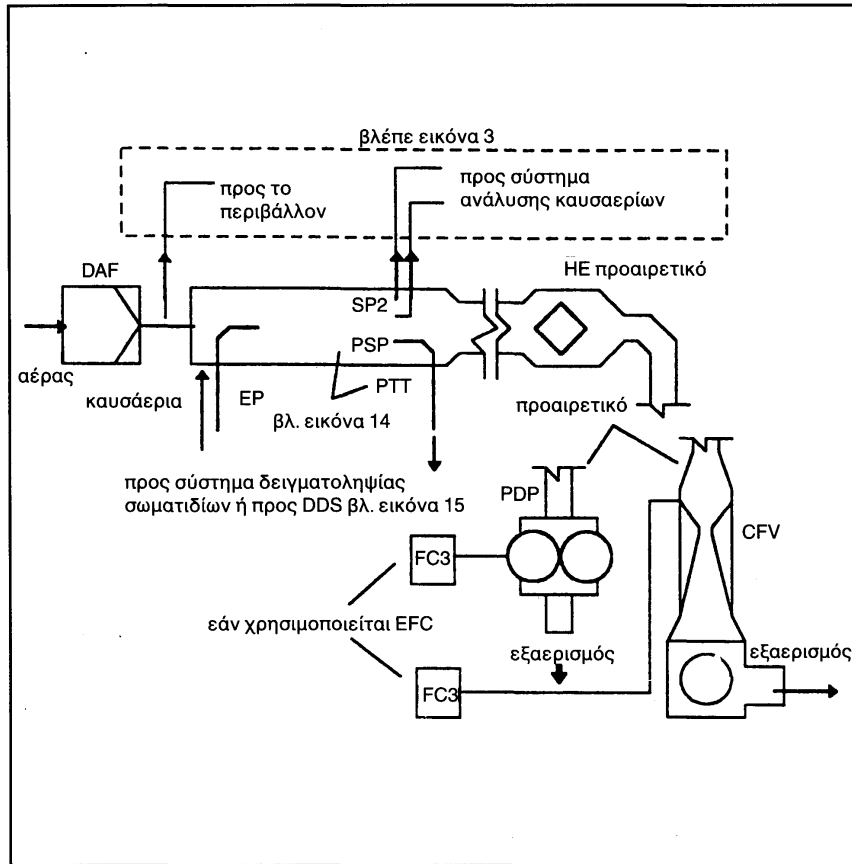 βλέπε εικόνα 3
προς το
περιβάλλον
προς σύστημα
ανάλυσης καυσαερίων
DAF
HE προαιρετικό
SP2
PSP
αέρας
καυσάερια
EP
PTT
βλ. εικόνα 14
προαιρετικό
προς σύστημα δειγματοληψίας
σωματιδίων ή προς DDS βλ. εικόνα 15
PDP
CFV
FC3
εάν χρησιμοποιείται EFC
εξαερισμός
εξαερισμός
FC3